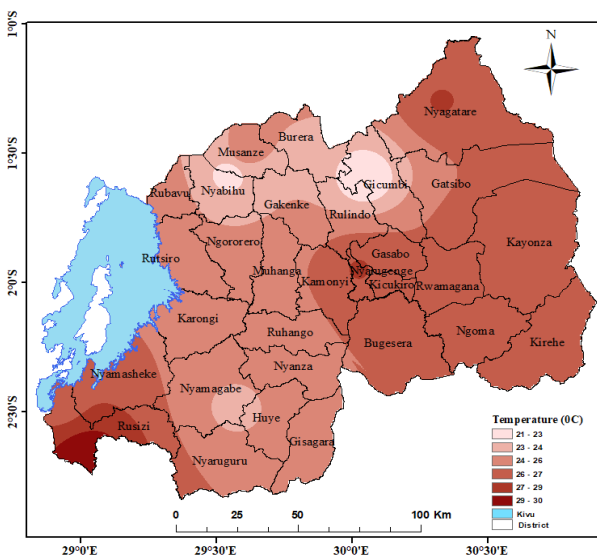 1°0'S
N
Nyagatare
Burera
Musanze
1°30'S
Gicumbi
Gatsibo
Rubavu
Nyabihu
Gakenke
Rulindo
Kayonza
Rutsiro
Ngororero
Gasabo
Muhanga
Nyarugenge
2°0'S
Kamonyi
Kicukiro
Rwamagana
Karongi
Ruhango
Bugesera
Ngoma
Kirehe
Nyanza
Nyamasheke
Nyamagabe
2°30'S
Rusizi
Huye
Gisagara
Nyaruguru
Temperature (0C)
21 - 23
23 - 24
24 - 26
26 - 27
27 - 29
29 - 30
Kivu
District
0 25 50 100 Km
29°0'E 29°30'E 30°0'E 30°30'E